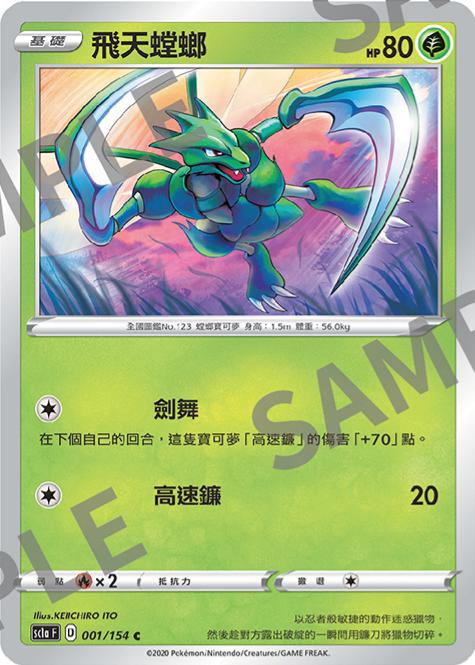 基礎 飛天螳螂 HP80
全國圖鑑No.123 螳螂寶可夢 身高：1.5m 體重：56.0kg
劍舞
在下個自己的回合，這隻寶可夢「高速鐮」的傷害「+70」點。
高速鐮 20
弱點 ×2 抵抗力 撤退
Illus.KEIICHIRO ITO
sc1a F D 001/154 C
以忍者般敏捷的動作迷惑獵物，
然後趁對方露出破綻的一瞬間用鐮刀將獵物切碎。
©2020 Pokémon/Nintendo/Creatures/GAME FREAK.
SAMPLE
SAMPLE